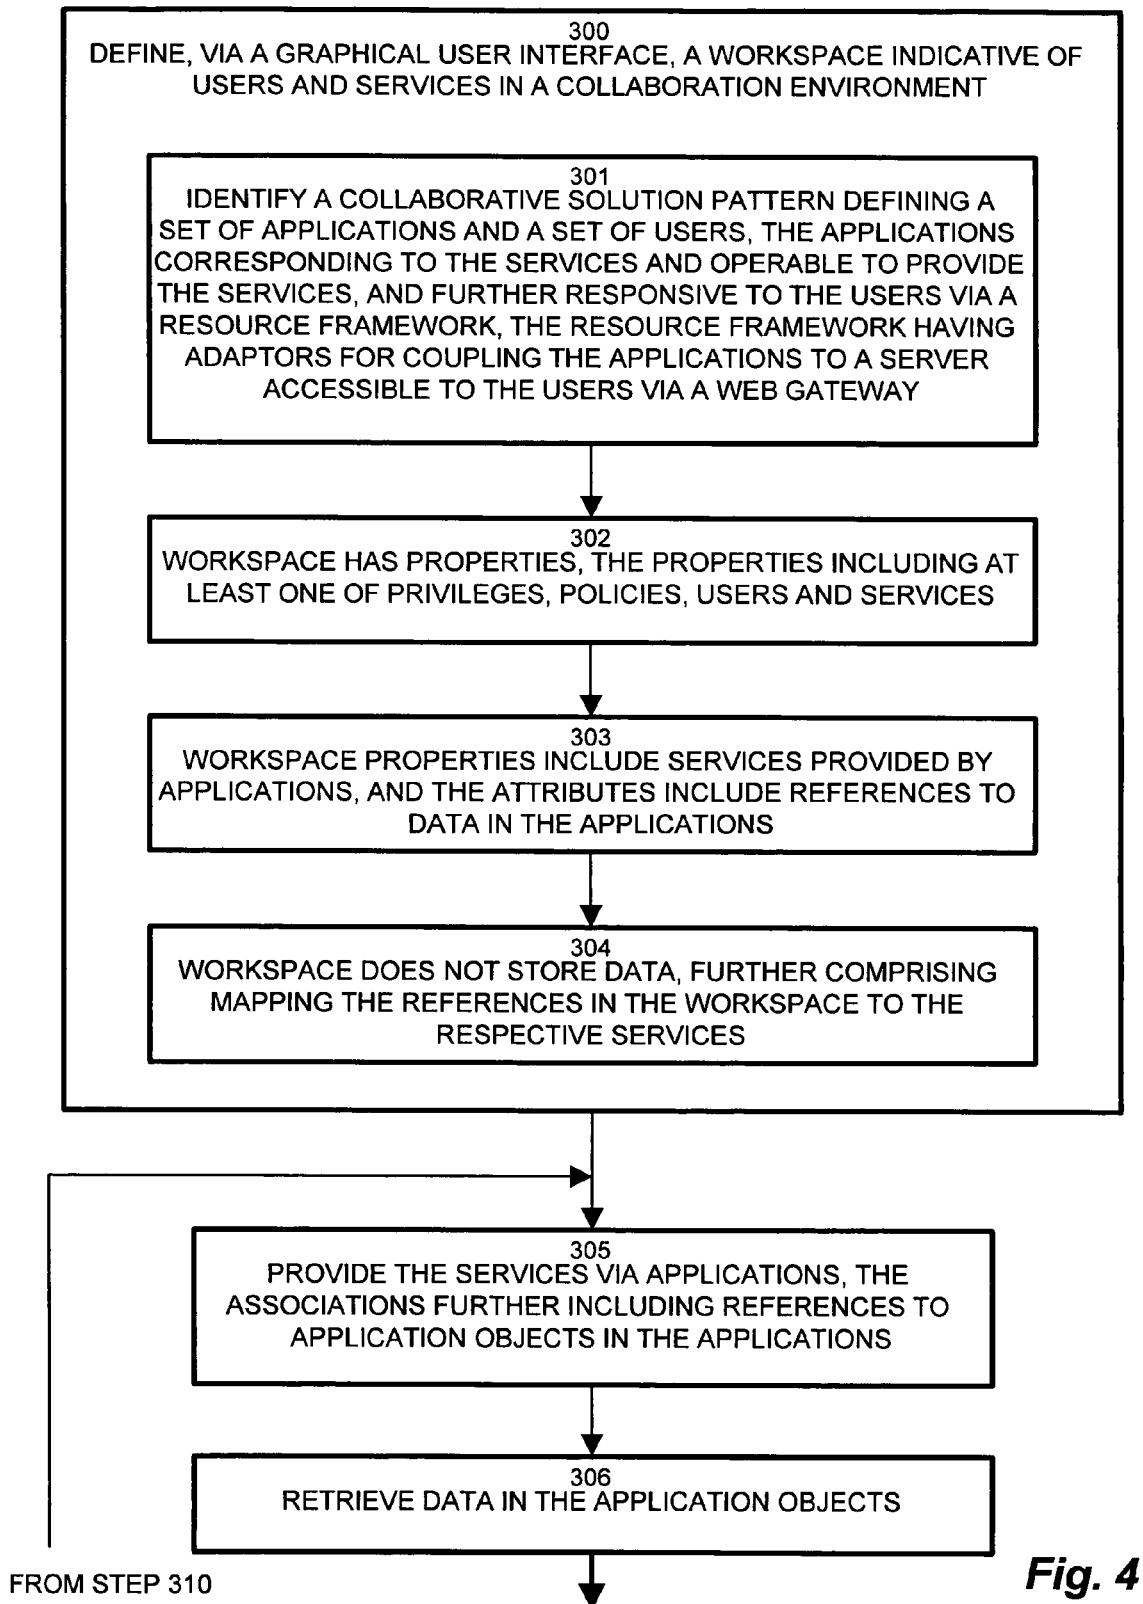 300
DEFINE, VIA A GRAPHICAL USER INTERFACE, A WORKSPACE INDICATIVE OF
USERS AND SERVICES IN A COLLABORATION ENVIRONMENT
301
IDENTIFY A COLLABORATIVE SOLUTION PATTERN DEFINING A
SET OF APPLICATIONS AND A SET OF USERS, THE APPLICATIONS
CORRESPONDING TO THE SERVICES AND OPERABLE TO PROVIDE
THE SERVICES, AND FURTHER RESPONSIVE TO THE USERS VIA A
RESOURCE FRAMEWORK, THE RESOURCE FRAMEWORK HAVING
ADAPTORS FOR COUPLING THE APPLICATIONS TO A SERVER
ACCESSIBLE TO THE USERS VIA A WEB GATEWAY
302
WORKSPACE HAS PROPERTIES, THE PROPERTIES INCLUDING AT
LEAST ONE OF PRIVILEGES, POLICIES, USERS AND SERVICES
303
WORKSPACE PROPERTIES INCLUDE SERVICES PROVIDED BY
APPLICATIONS, AND THE ATTRIBUTES INCLUDE REFERENCES TO
DATA IN THE APPLICATIONS
304
WORKSPACE DOES NOT STORE DATA, FURTHER COMPRISING
MAPPING THE REFERENCES IN THE WORKSPACE TO THE
RESPECTIVE SERVICES
305
PROVIDE THE SERVICES VIA APPLICATIONS, THE
ASSOCIATIONS FURTHER INCLUDING REFERENCES TO
APPLICATION OBJECTS IN THE APPLICATIONS
306
RETRIEVE DATA IN THE APPLICATION OBJECTS
FROM STEP 310
Fig. 4